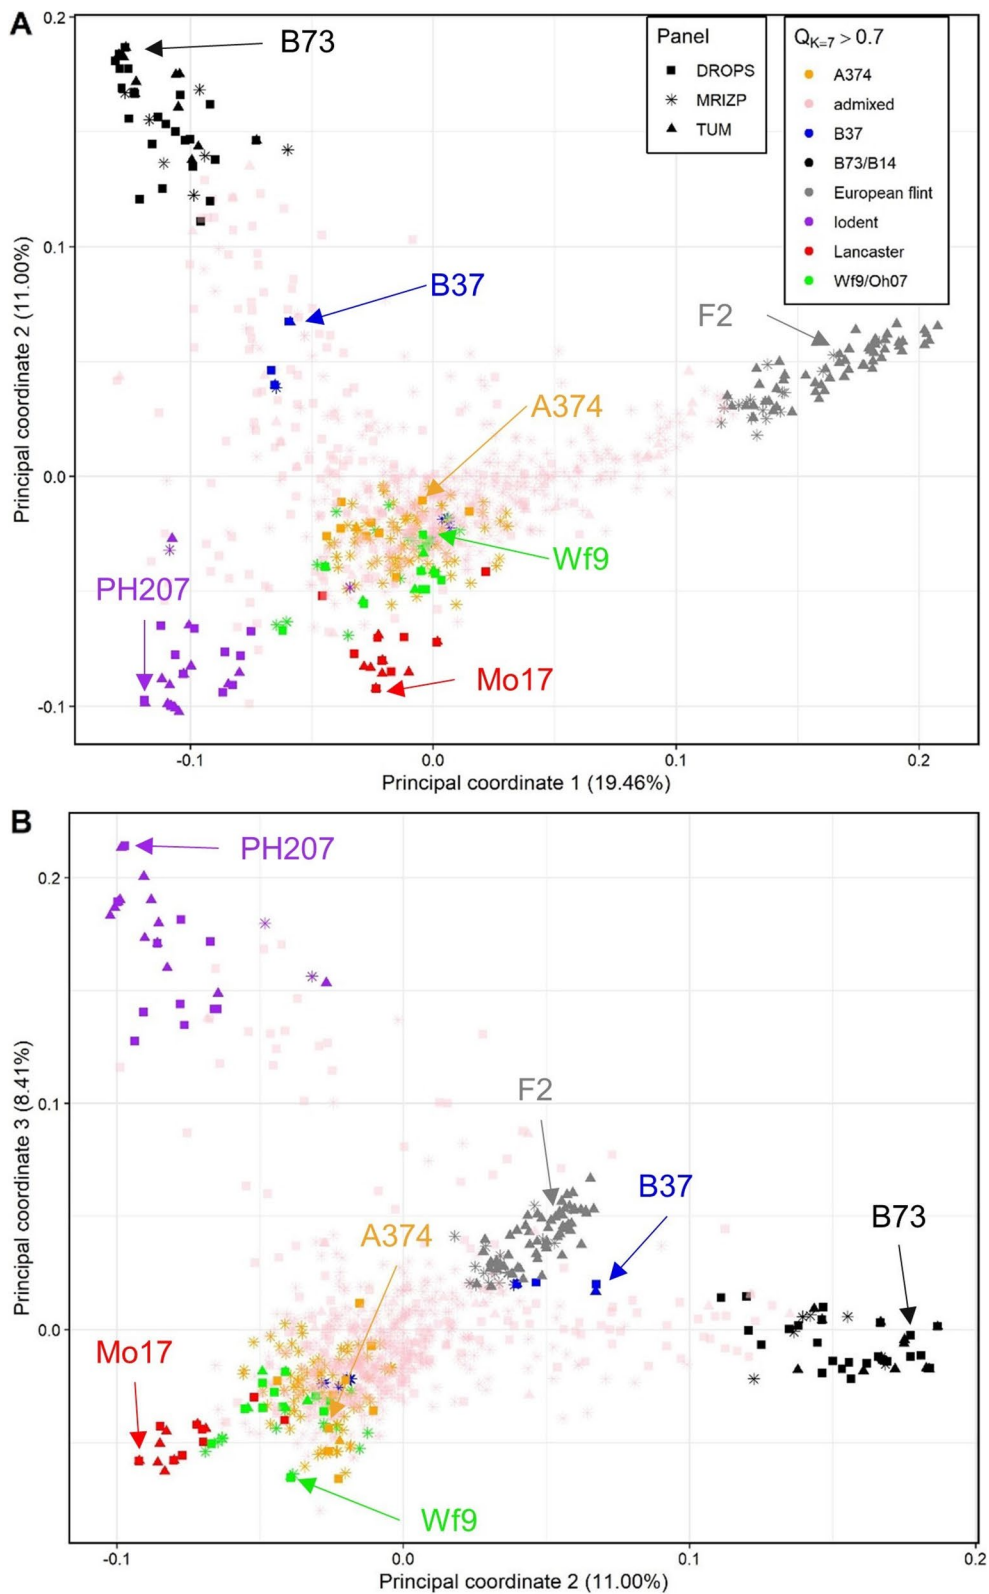 A
0.2
0.1
0.0
-0.1
Principal coordinate 2 (11.00%)
B73
B37
F2
A374
Wf9
PH207
Mo17
Panel
DROPS
MRIZP
TUM
QK=7 > 0.7
A374
admixed
B37
B73/B14
European flint
Iodent
Lancaster
Wf9/Oh07
-0.1
0.0
0.1
0.2
Principal coordinate 1 (19.46%)
B
0.2
0.1
0.0
Principal coordinate 3 (8.41%)
PH207
F2
B37
B73
A374
Mo17
Wf9
-0.1
0.0
0.1
0.2
Principal coordinate 2 (11.00%)